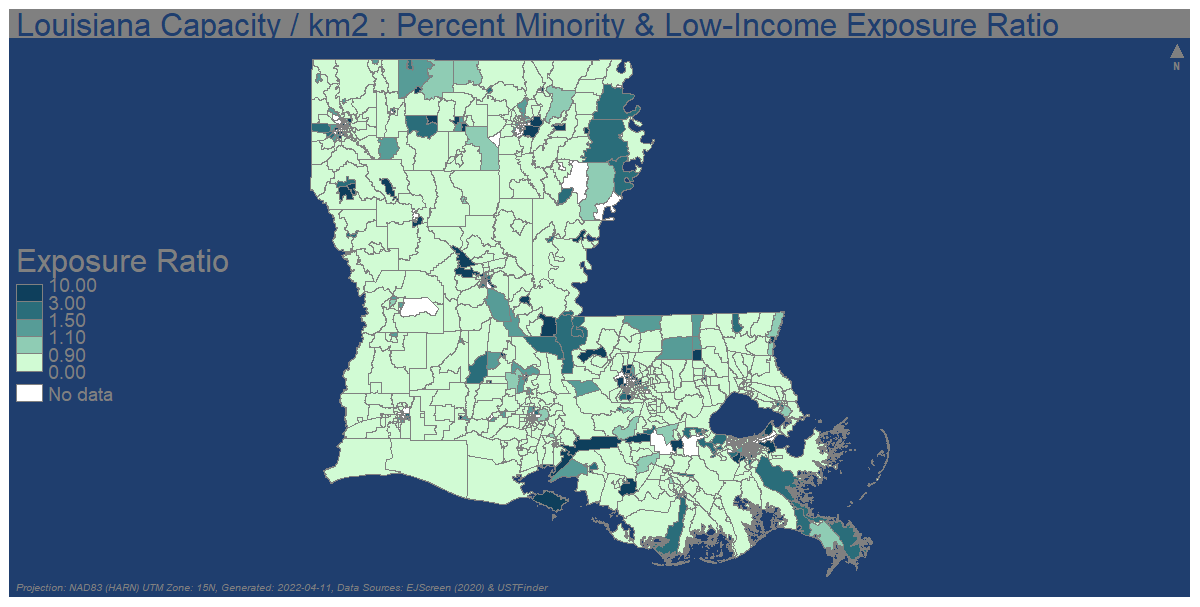 Louisiana Capacity / km2 : Percent Minority & Low-Income Exposure Ratio
N
Exposure Ratio
10.00
3.00
1.50
1.10
0.90
0.00
No data
Projection: NAD83 (HARN) UTM Zone: 15N, Generated: 2022-04-11, Data Sources: EJScreen (2020) & USTFinder